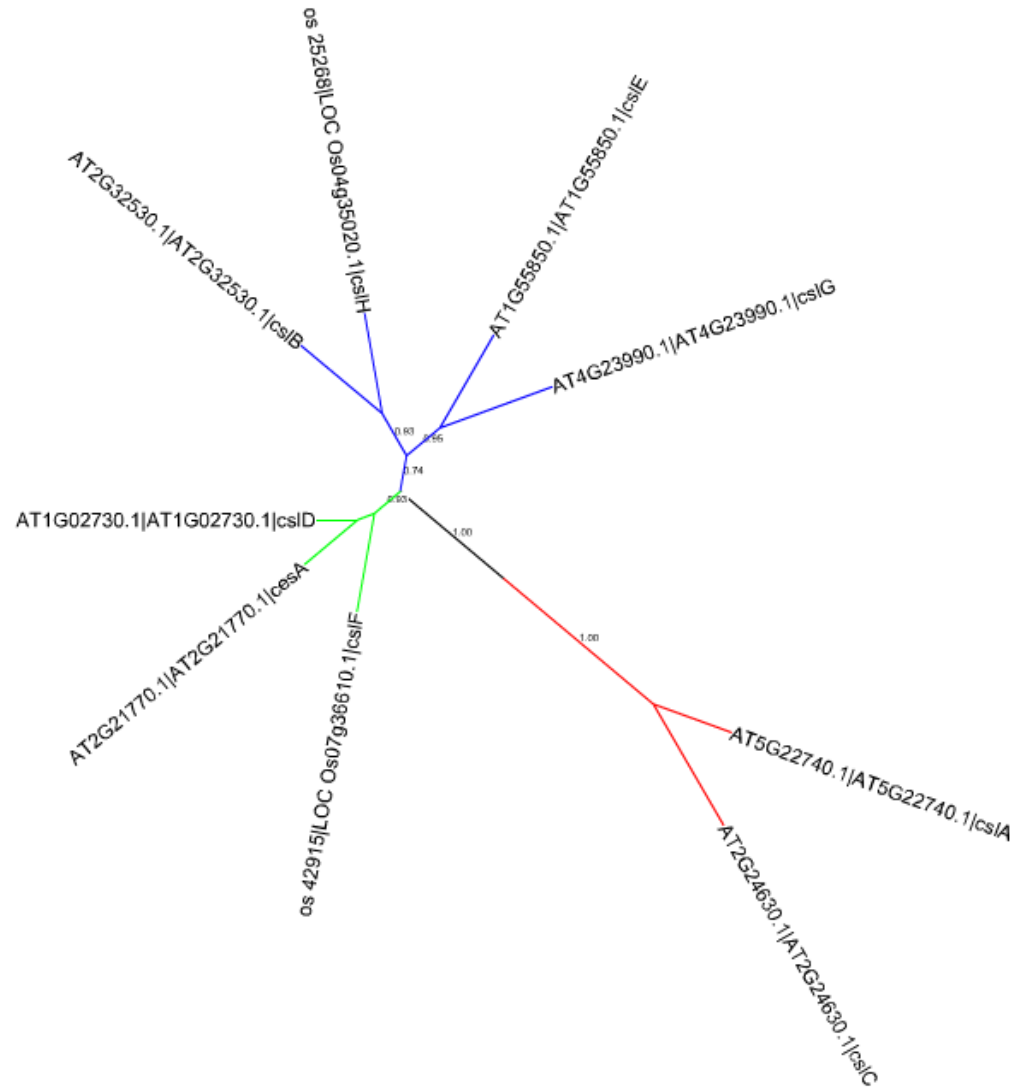 os 25268|LOC Os04g35020.1|cslH
AT1G55850.1|AT1G55850.1|cslE
AT2G32530.1|AT2G32530.1|cslB
AT4G23990.1|AT4G23990.1|cslG
0.93
0.95
0.74
0.93
AT1G02730.1|AT1G02730.1|cslD
1.00
AT2G21770.1|AT2G21770.1|cesA
os 42915|LOC Os07g36610.1|cslF
1.00
AT5G22740.1|AT5G22740.1|cslA
AT2G24630.1|AT2G24630.1|cslC